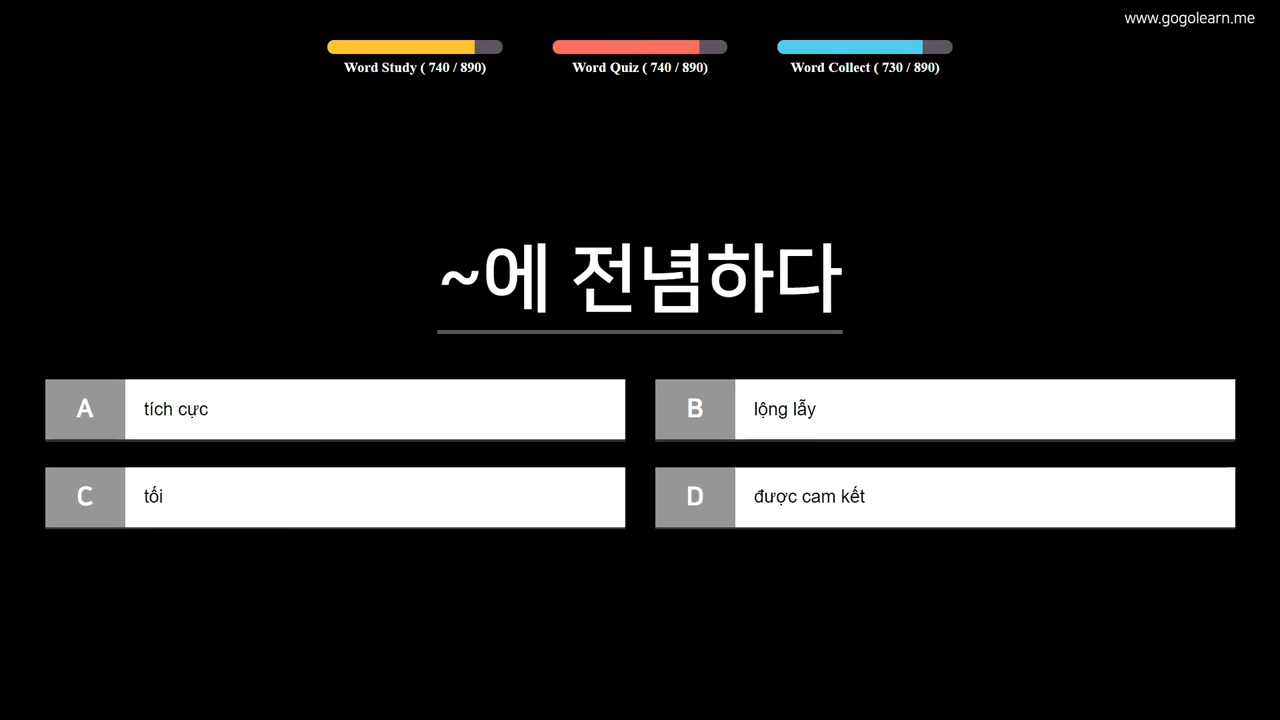 www.gogolearn.me
Word Study ( 740 / 890)
Word Quiz ( 740 / 890)
Word Collect ( 730 / 890)
~에 전념하다
A tích cực
B lộng lẫy
C tối
D được cam kết